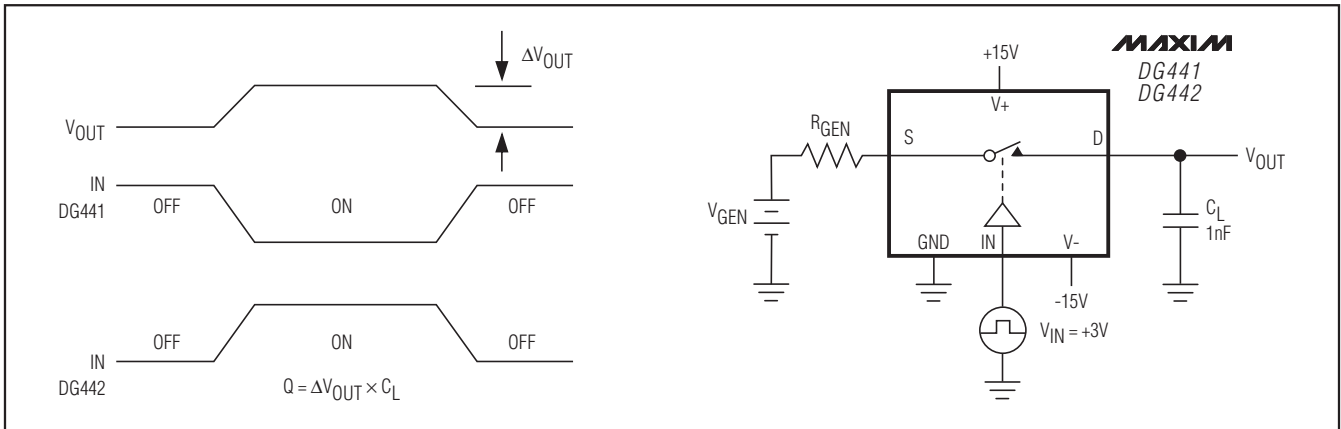 ΔVOUT
VOUT
IN
DG441
OFF
ON
OFF
IN
DG442
OFF
ON
OFF
Q = ΔVOUT × CL
MAXIM
DG441
DG442
+15V
V+
RGEN
S
D
VOUT
VGEN
CL
1nF
GND
IN
V-
-15V
VIN = +3V